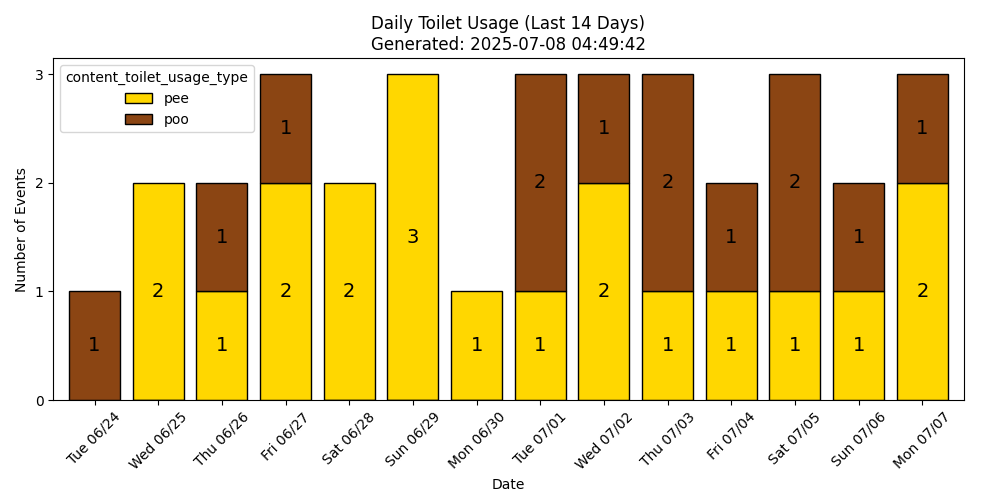 Daily Toilet Usage (Last 14 Days)
Generated: 2025-07-08 04:49:42
content_toilet_usage_type
pee
poo
Number of Events
3
2
1
0
1
2
1
1
2
1
2
3
1
1
2
2
1
1
2
1
1
1
2
1
1
2
1
Tue 06/24
Wed 06/25
Thu 06/26
Fri 06/27
Sat 06/28
Sun 06/29
Mon 06/30
Tue 07/01
Wed 07/02
Thu 07/03
Fri 07/04
Sat 07/05
Sun 07/06
Mon 07/07
Date